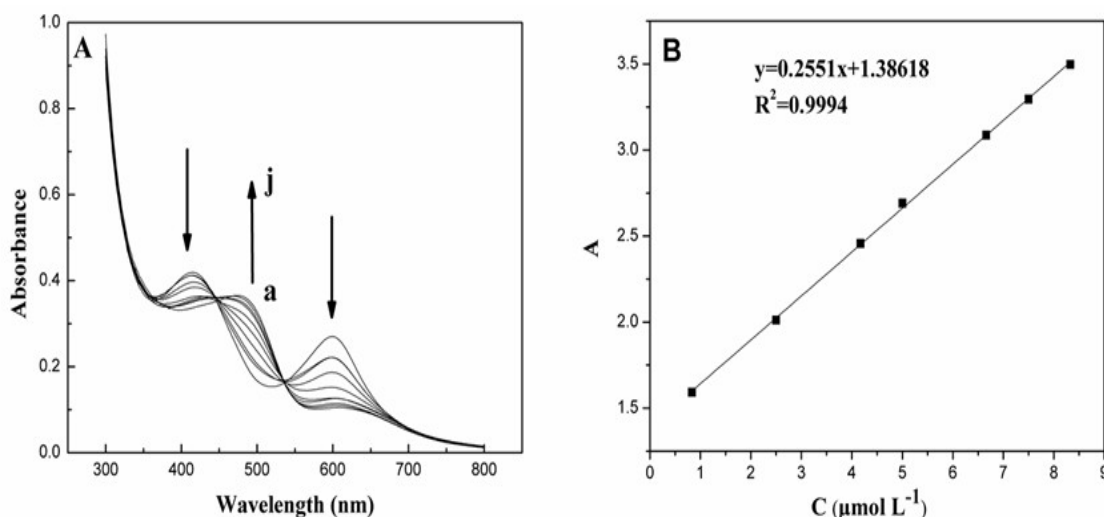 A
1.0
0.8
0.6
0.4
0.2
0.0
j
a
Absorbance
300 400 500 600 700 800
Wavelength (nm)
B
y=0.2551x+1.38618
R²=0.9994
3.5
3.0
2.5
2.0
1.5
A
0 1 2 3 4 5 6 7 8 9
C (μmol L⁻¹)